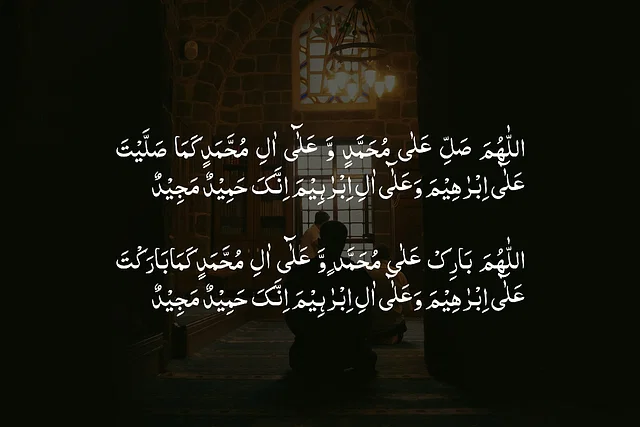 اللّٰهُمَّ صَلِّ عَلٰى مُحَمَّدٍ وَّ عَلٰٓى اٰلِ مُحَمَّدٍ كَمَا صَلَّيْتَ
عَلٰٓى اِبْرٰهِيْمَ وَعَلٰٓى اٰلِ اِبْرٰہِيْمَ اِنَّکَ حَمِيْدٌ مَجِيْدٌ
اللّٰهُمَّ بَارِکْ عَلٰى مُحَمَّدٍ وَّ عَلٰٓى اٰلِ مُحَمَّدٍ كَمَا بَارَكْتَ
عَلٰٓى اِبْرٰهِيْمَ وَعَلٰٓى اٰلِ اِبْرٰہِيْمَ اِنَّکَ حَمِيْدٌ مَجِيْدٌ